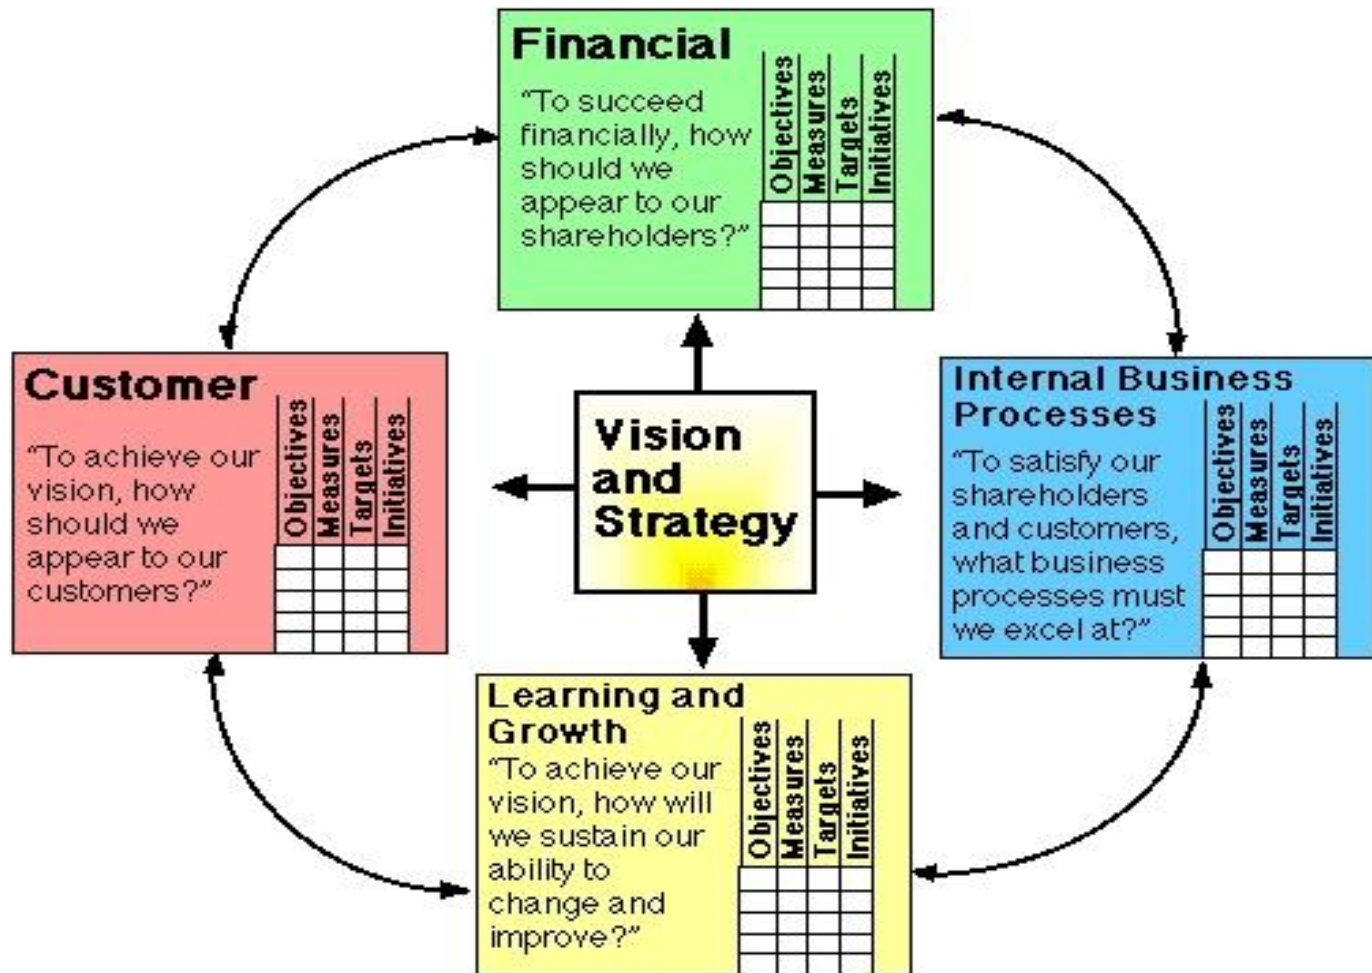 Financial
“To succeed
financially, how
should we
appear to our
shareholders?”
Objectives
Measures
Targets
Initiatives
Customer
“To achieve our
vision, how
should we
appear to our
customers?”
Objectives
Measures
Targets
Initiatives
Vision
and
Strategy
Internal Business
Processes
“To satisfy our
shareholders
and customers,
what business
processes must
we excel at?”
Objectives
Measures
Targets
Initiatives
Learning and
Growth
“To achieve our
vision, how will
we sustain our
ability to
change and
improve?”
Objectives
Measures
Targets
Initiatives